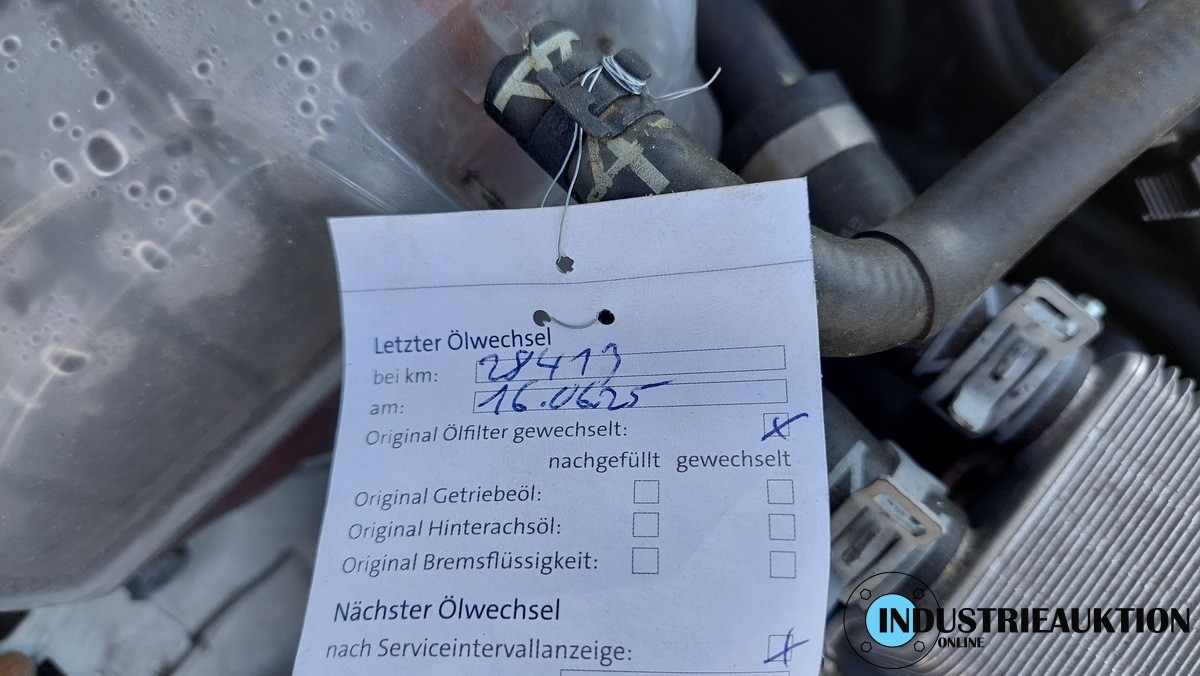 Letzter Ölwechsel
bei km: 28413
am: 16.06.25
Original Ölfilter gewechselt: x
nachgefüllt gewechselt
Original Getriebeöl:
Original Hinterachsöl:
Original Bremsflüssigkeit:
Nächster Ölwechsel
nach Serviceintervallanzeige: x
INDUSTRIEAUKTION
ONLINE